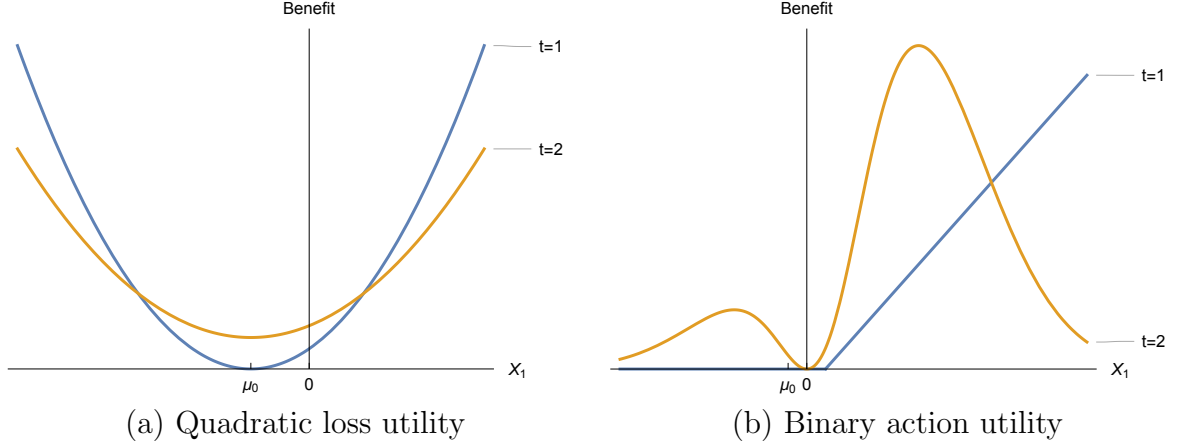 Benefit
t=1
t=2
μ0
0
X1
(a) Quadratic loss utility
Benefit
t=1
t=2
μ0
0
X1
(b) Binary action utility